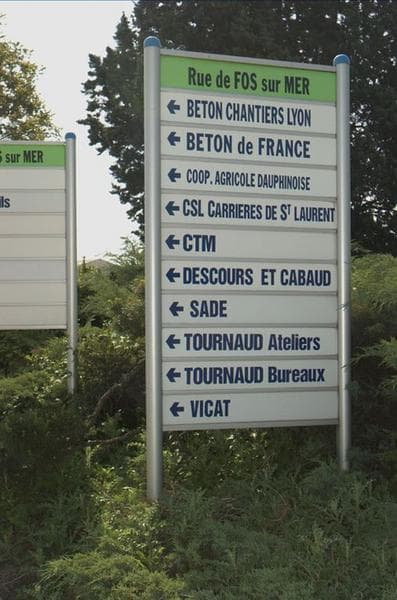 S sur MER
ils
Rue de FOS sur MER
BETON CHANTIERS LYON
BETON de FRANCE
COOP. AGRICOLE DAUPHINOISE
CSL CARRIERES DE Sᵀ LAURENT
CTM
DESCOURS ET CABAUD
SADE
TOURNAUD Ateliers
TOURNAUD Bureaux
VICAT